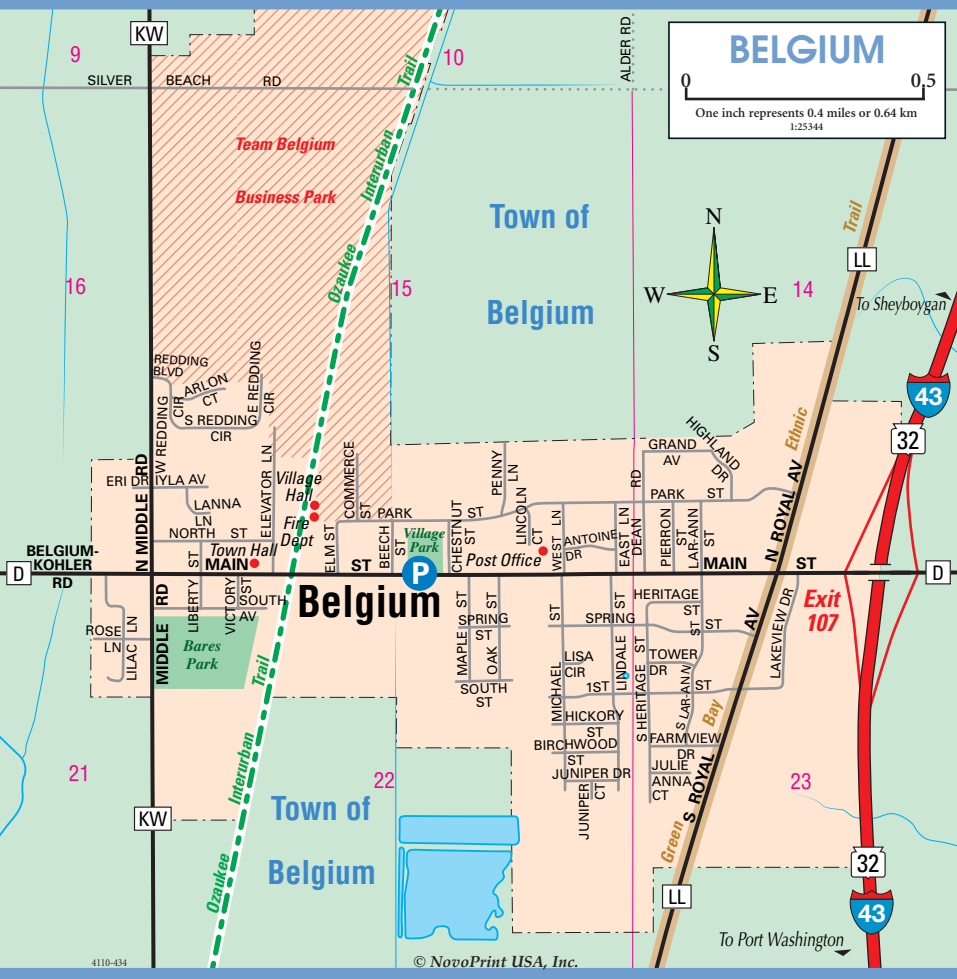 KW
9
10
ALDER RD
BELGIUM
0
0.5
One inch represents 0.4 miles or 0.64 km
1:25344
SILVER BEACH RD
Trail
Interurban
Ozaukee
Team Belgium
Business Park
Town of
Belgium
16
15
14
N
W
E
S
Trail
LL
To Sheyboygan
43
32
REDDING
BLVD
ARLON
CT
CIR
W REDDING
S REDDING
CIR
E REDDING
CIR
N MIDDLE RD
ERI DR
IYLA AV
LANNA
LN
NORTH ST
ELEVATOR LN
Village
Hall
Fire
Dept
Town Hall
COMMERCE
ST
ELM ST
PARK ST
BEECH
ST
Village
Park
CHESTNUT
ST
PENNY
LN
LINCOLN
CT
Post Office
WEST LN
ANTOINE
DR
EAST LN
DEAN
RD
GRAND
AV
HIGHLAND
DR
PARK ST
PIERRON
ST
LAR-ANN
ST
Ethnic
N ROYAL AV
BELGIUM-
KOHLER
RD
D
MAIN
ST
P
MAIN
ST
D
Belgium
Exit
107
MIDDLE
RD
LIBERTY
ST
VICTORY
ST
SOUTH
AV
ROSE
LN
LILAC LN
Bares
Park
Trail
Interurban
Ozaukee
MAPLE ST
SPRING
ST
OAK
ST
SOUTH
ST
MICHAEL
ST
SPRING
ST
LISA
CIR
LINDALE
ST
1ST
ST
HICKORY
ST
BIRCHWOOD
ST
JUNIPER DR
JUNIPER
CT
HERITAGE
ST
ST
S HERITAGE ST
TOWER
DR
S LAR-ANN
FARMVIEW
DR
JULIE
ANNA
CT
S ROYAL
AV
LAKEVIEW DR
Bay
Green
21
22
23
Town of
Belgium
KW
LL
32
43
To Port Washington
4110-434
© NovoPrint USA, Inc.